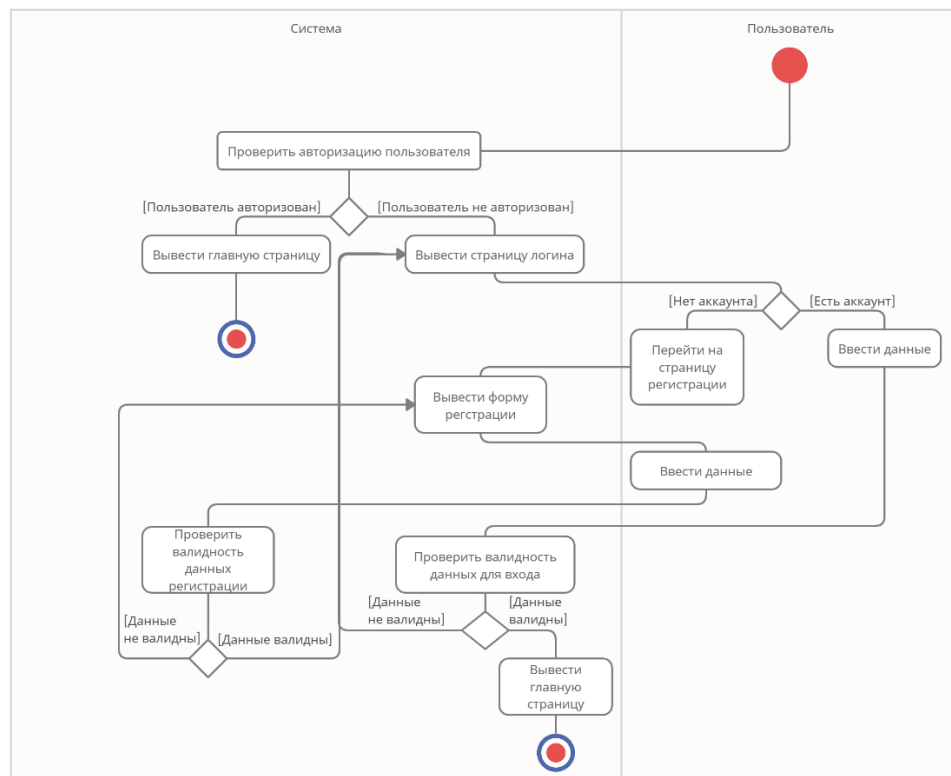 Система
Пользователь
Проверить авторизацию пользователя
[Пользователь авторизован]
[Пользователь не авторизован]
Вывести главную страницу
Вывести страницу логина
[Нет аккаунта]
[Есть аккаунт]
Перейти на
страницу
регистрации
Ввести данные
Вывести форму
регстрации
Ввести данные
Проверить
валидность
данных
регистрации
Проверить валидность
данных для входа
[Данные
не валидны]
[Данные
валидны]
[Данные
не валидны]
[Данные валидны]
Вывести
главную
страницу